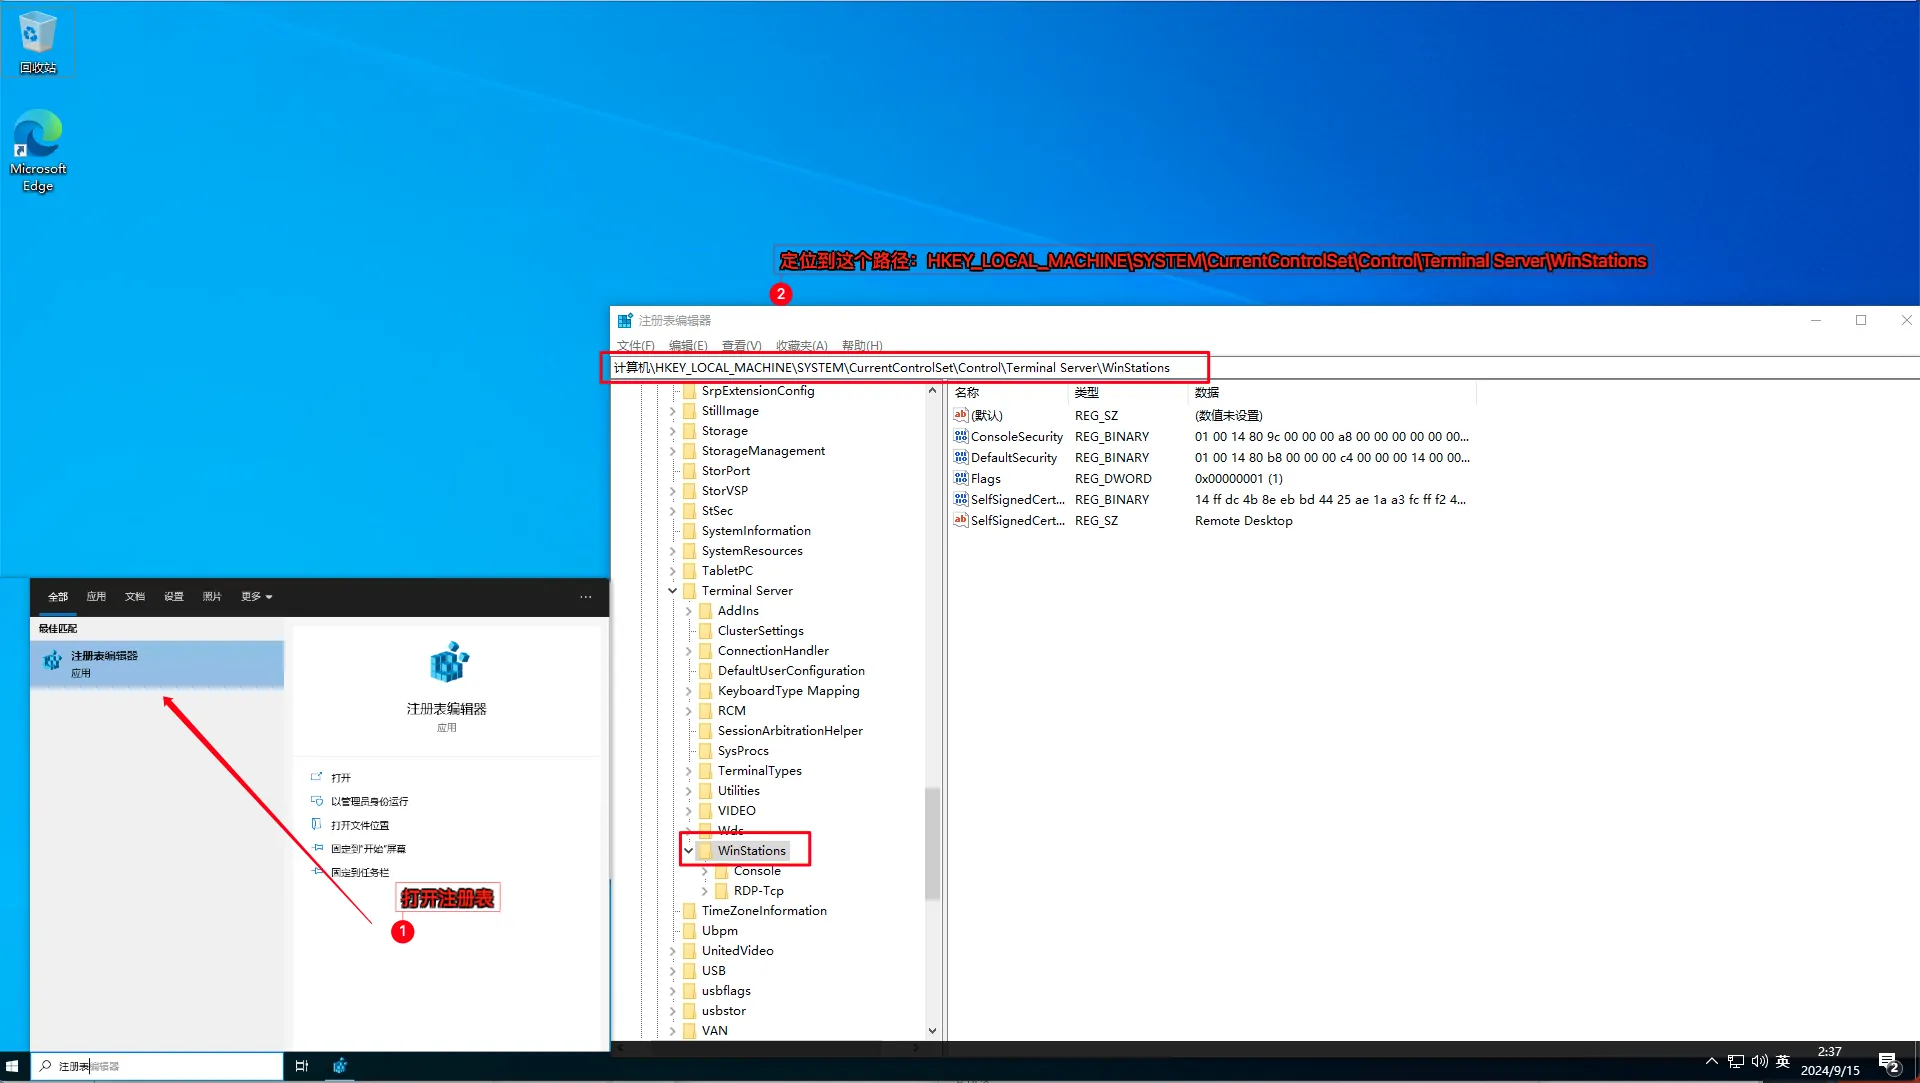 回收站
Microsoft
Edge
定位到这个路径：HKEY_LOCAL_MACHINE\SYSTEM\CurrentControlSet\Control\Terminal Server\WinStations
2
注册表编辑器
文件(F) 编辑(E) 查看(V) 收藏夹(A) 帮助(H)
计算机\HKEY_LOCAL_MACHINE\SYSTEM\CurrentControlSet\Control\Terminal Server\WinStations
SrpExtensionConfig
StillImage
Storage
StorageManagement
StorPort
StorVSP
StSec
SystemInformation
SystemResources
TabletPC
Terminal Server
AddIns
ClusterSettings
ConnectionHandler
DefaultUserConfiguration
KeyboardType Mapping
RCM
SessionArbitrationHelper
SysProcs
TerminalTypes
Utilities
VIDEO
Wds
WinStations
Console
RDP-Tcp
TimeZoneInformation
Ubpm
UnitedVideo
USB
usbflags
usbstor
VAN
名称 类型 数据
(默认) REG_SZ (数值未设置)
ConsoleSecurity REG_BINARY 01 00 14 80 9c 00 00 00 a8 00 00 00 00 00 00...
DefaultSecurity REG_BINARY 01 00 14 80 b8 00 00 00 c4 00 00 00 14 00 00...
Flags REG_DWORD 0x00000001 (1)
SelfSignedCert... REG_BINARY 14 ff dc 4b 8e eb bd 44 25 ae 1a a3 fc ff f2 4...
SelfSignedCert... REG_SZ Remote Desktop
全部 应用 文档 设置 照片 更多 ...
最佳匹配
注册表编辑器
应用
注册表编辑器
应用
打开
以管理员身份运行
打开文件位置
固定到"开始"屏幕
固定到任务栏
打开注册表
1
注册表编辑器
英
2:37
2024/9/15
2